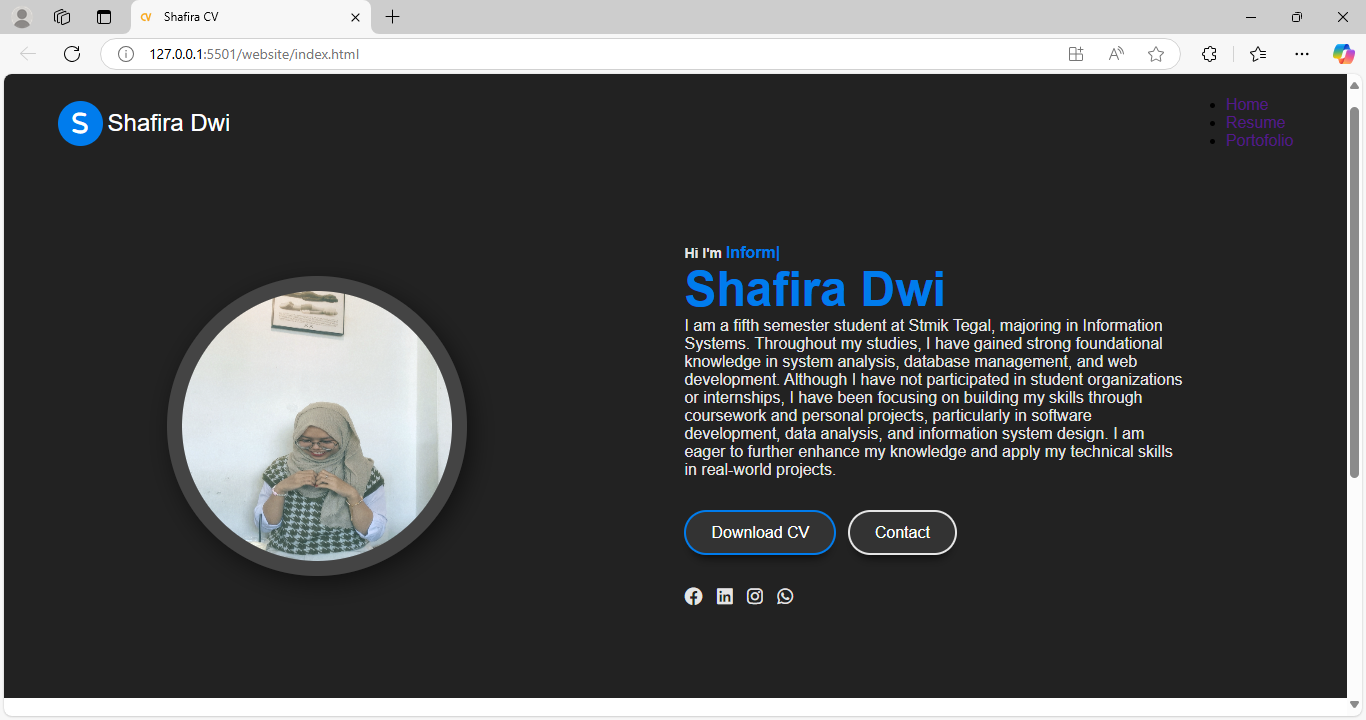 Shafira CV
127.0.0.1:5501/website/index.html
S Shafira Dwi
Home
Resume
Portofolio
Hi I'm Inform|
Shafira Dwi
I am a fifth semester student at Stmik Tegal, majoring in Information
Systems. Throughout my studies, I have gained strong foundational
knowledge in system analysis, database management, and web
development. Although I have not participated in student organizations
or internships, I have been focusing on building my skills through
coursework and personal projects, particularly in software
development, data analysis, and information system design. I am
eager to further enhance my knowledge and apply my technical skills
in real-world projects.
Download CV Contact